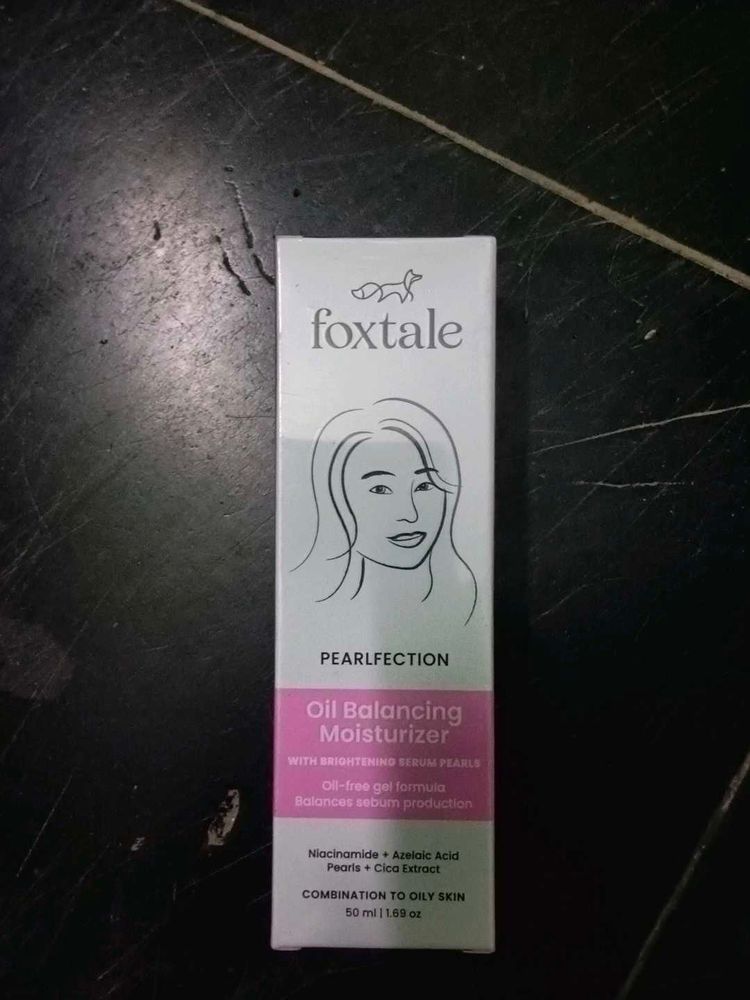 foxtale
PEARLFECTION
Oil Balancing
Moisturizer
WITH BRIGHTENING SERUM PEARLS
Oil-free gel formula
Balances sebum production
Niacinamide + Azelaic Acid
Pearls + Cica Extract
COMBINATION TO OILY SKIN
50 ml | 1.69 oz